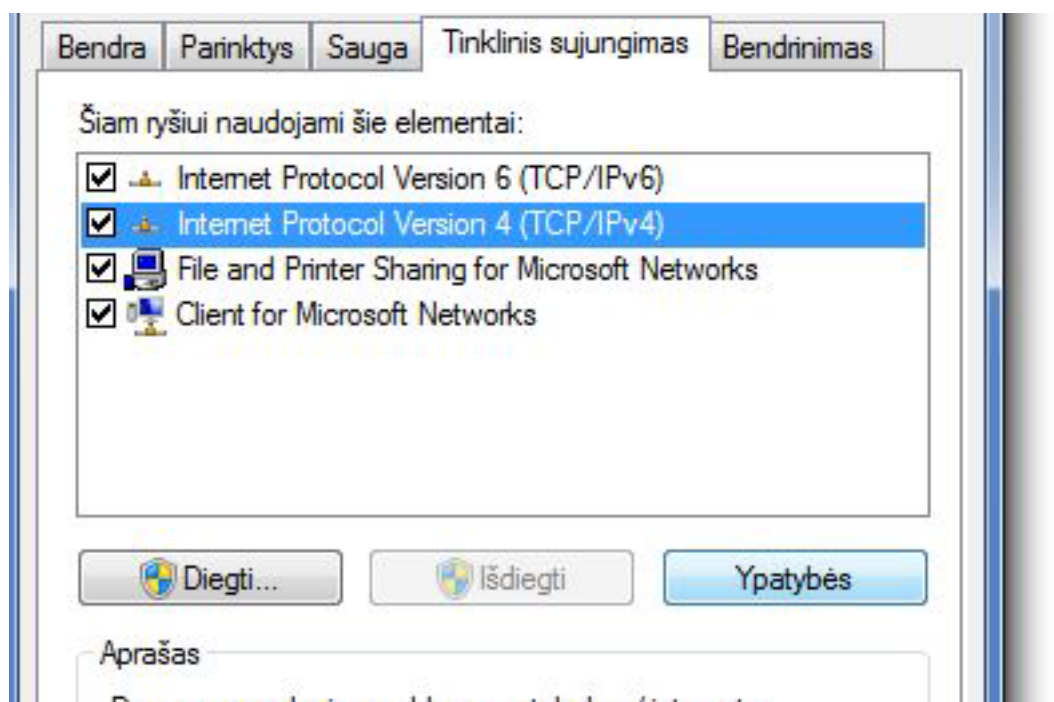 Bendra Parinktys Sauga Tinklinis sujungimas Bendrinimas
Šiam ryšiui naudojami šie elementai:
Internet Protocol Version 6 (TCP/IPv6)
Internet Protocol Version 4 (TCP/IPv4)
File and Printer Sharing for Microsoft Networks
Client for Microsoft Networks
Diegti... Išdiegti Ypatybės
Aprašas